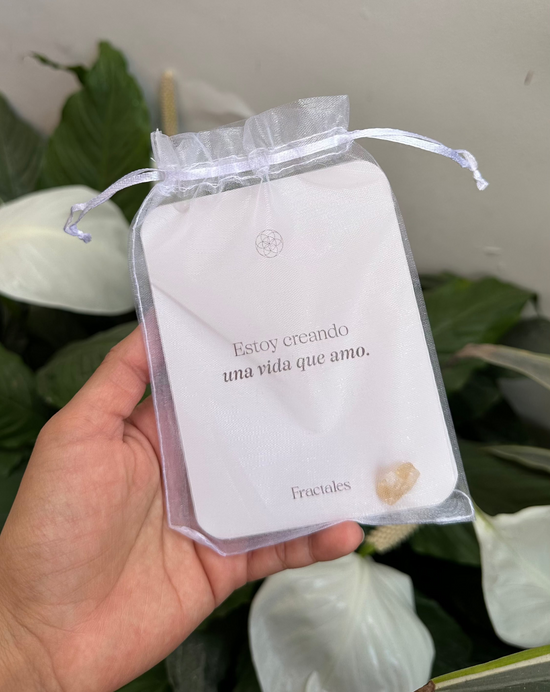 Estoy creando
una vida que amo.
Fractales